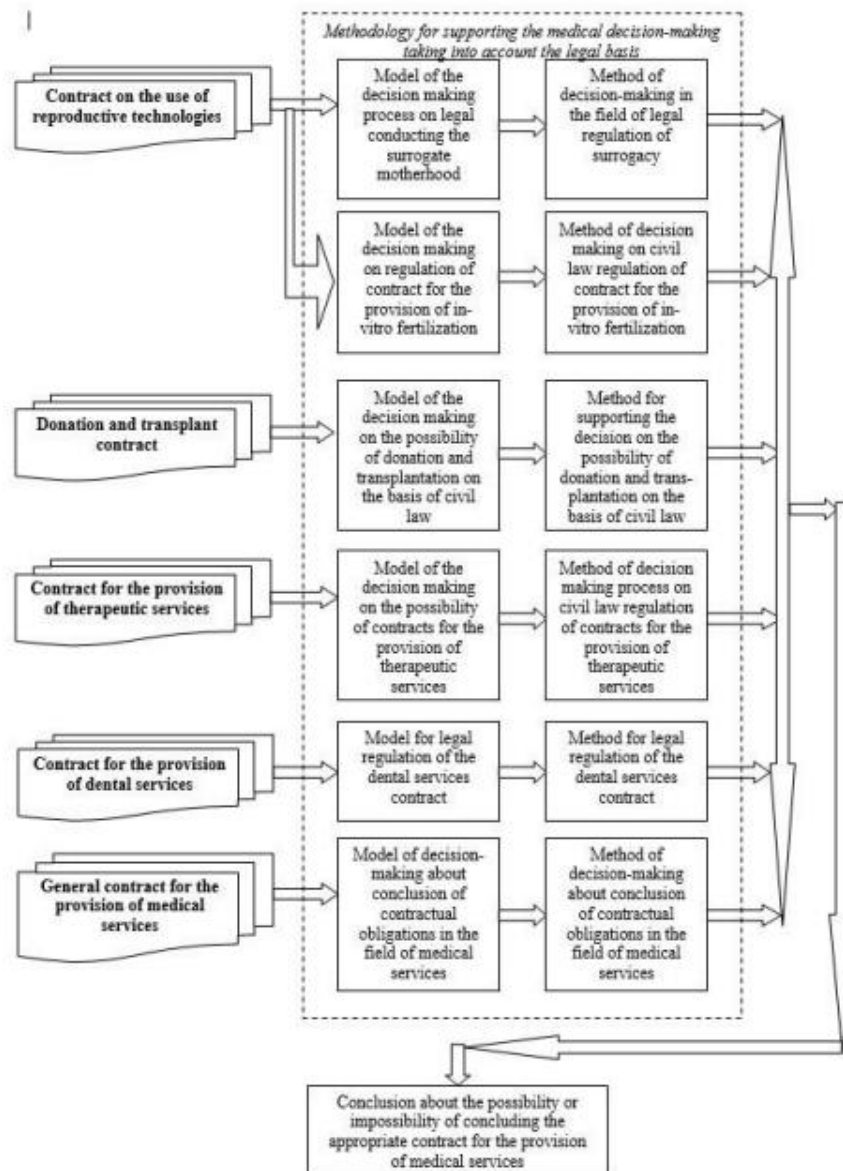 Methodology for supporting the medical decision-making
taking into account the legal basis
Contract on the use of
reproductive technologies
Model of the
decision making
process on legal
conducting the
surrogate
motherhood
Method of
decision-making in
the field of legal
regulation of
surrogacy
Model of the
decision making
on regulation of
contract for the
provision of in-
vitro fertilization
Method of decision
making on civil
law regulation of
contract for the
provision of in-
vitro fertilization
Donation and transplant
contract
Model of the
decision making
on the possibility
of donation and
transplantation on
the basis of civil
law
Method for
supporting the
decision on the
possibility of
donation and trans-
plantation on the
basis of civil law
Contract for the provision
of therapeutic services
Model of the
decision making
on the possibility
of contracts for the
provision of
therapeutic
services
Method of decision
making process on
civil law regulation
of contracts for the
provision of
therapeutic
services
Contract for the provision
of dental services
Model for legal
regulation of the
dental services
contract
Method for legal
regulation of the
dental services
contract
General contract for the
provision of medical
services
Model of decision-
making about
conclusion of
contractual
obligations in the
field of medical
services
Method of
decision-making
about conclusion
of contractual
obligations in the
field of medical
services
Conclusion about the possibility or
impossibility of concluding the
appropriate contract for the provision
of medical services